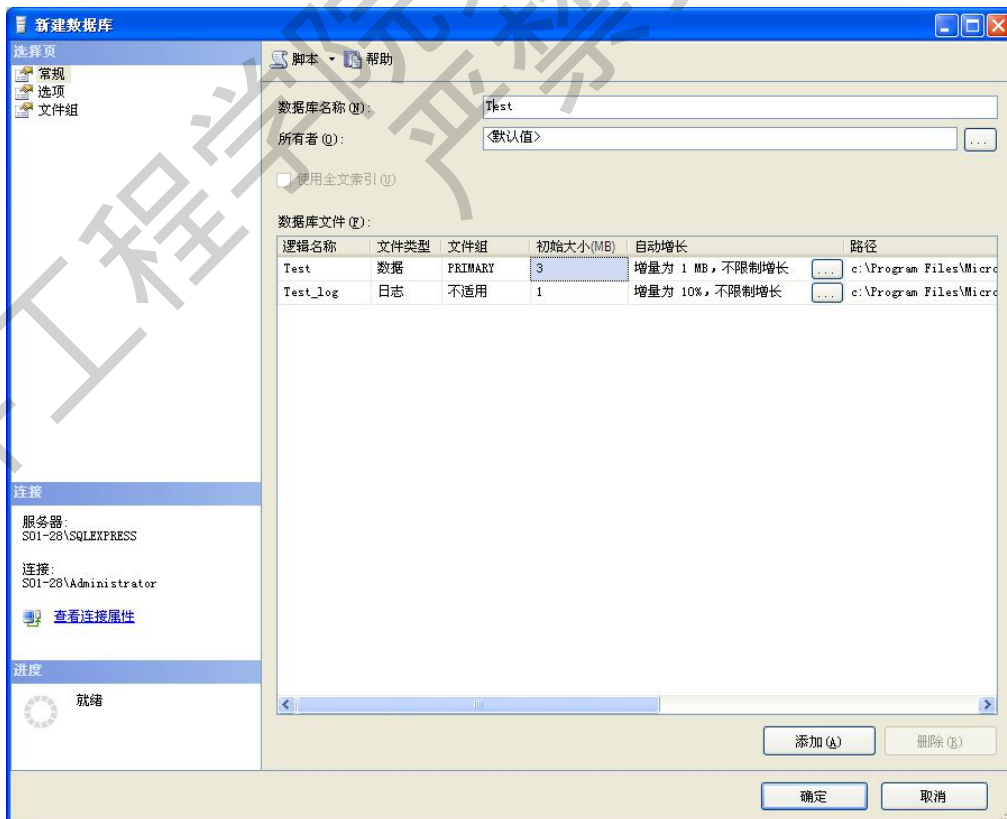 新建数据库
选择页
常规
选项
文件组
脚本 帮助
数据库名称(N): Test
所有者(O): <默认值> ...
使用全文索引(U)
数据库文件(F):
逻辑名称 文件类型 文件组 初始大小(MB) 自动增长 路径
Test 数据 PRIMARY 3 增量为 1 MB，不限制增长 ... c:\Program Files\Micro
Test_log 日志 不适用 1 增量为 10%，不限制增长 ... c:\Program Files\Micro
连接
服务器:
S01-28\SQLEXPRESS
连接:
S01-28\Administrator
查看连接属性
进度
就绪
添加(A) 删除(R)
确定 取消
工程学院
严禁